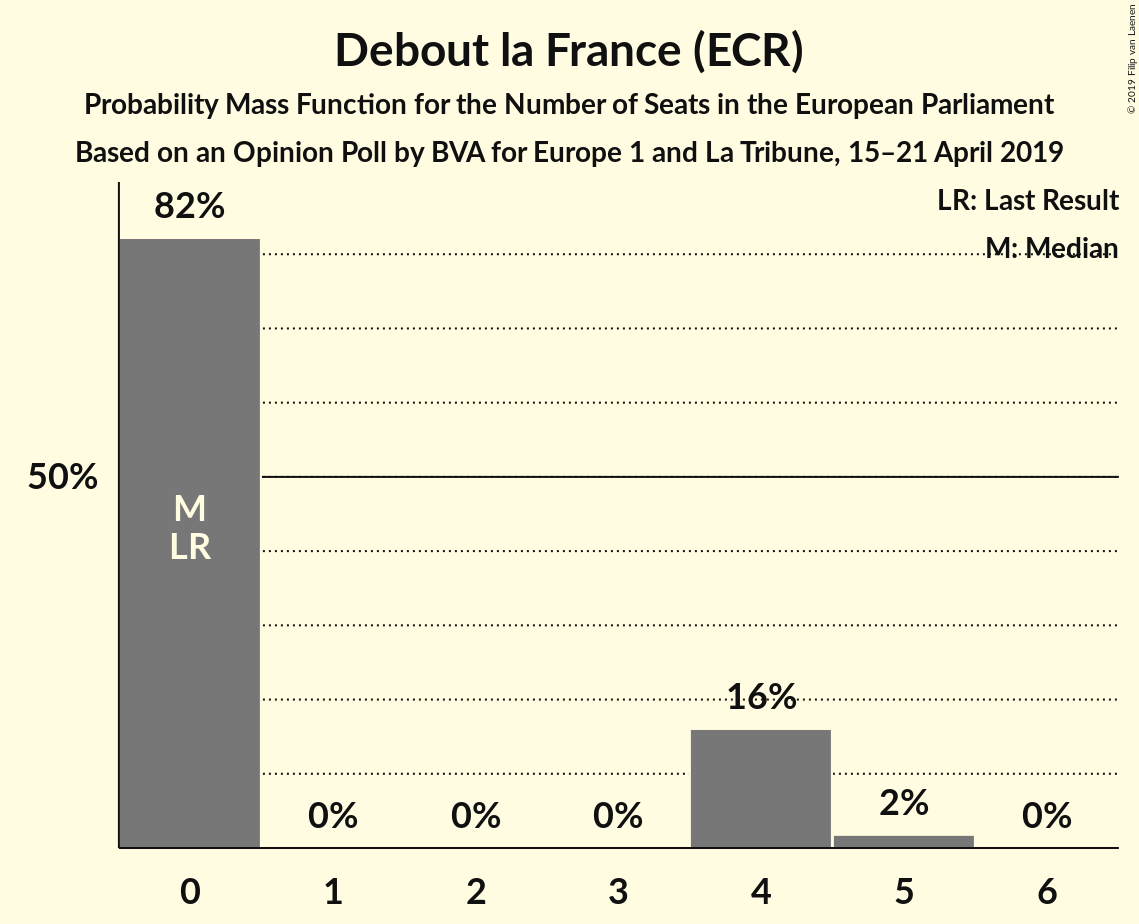 Debout la France (ECR)
Probability Mass Function for the Number of Seats in the European Parliament
Based on an Opinion Poll by BVA for Europe 1 and La Tribune, 15–21 April 2019
© 2019 Filip van Laenen
LR: Last Result
M: Median
82%
50%
M
LR
0%
0%
0%
16%
2%
0%
0
1
2
3
4
5
6